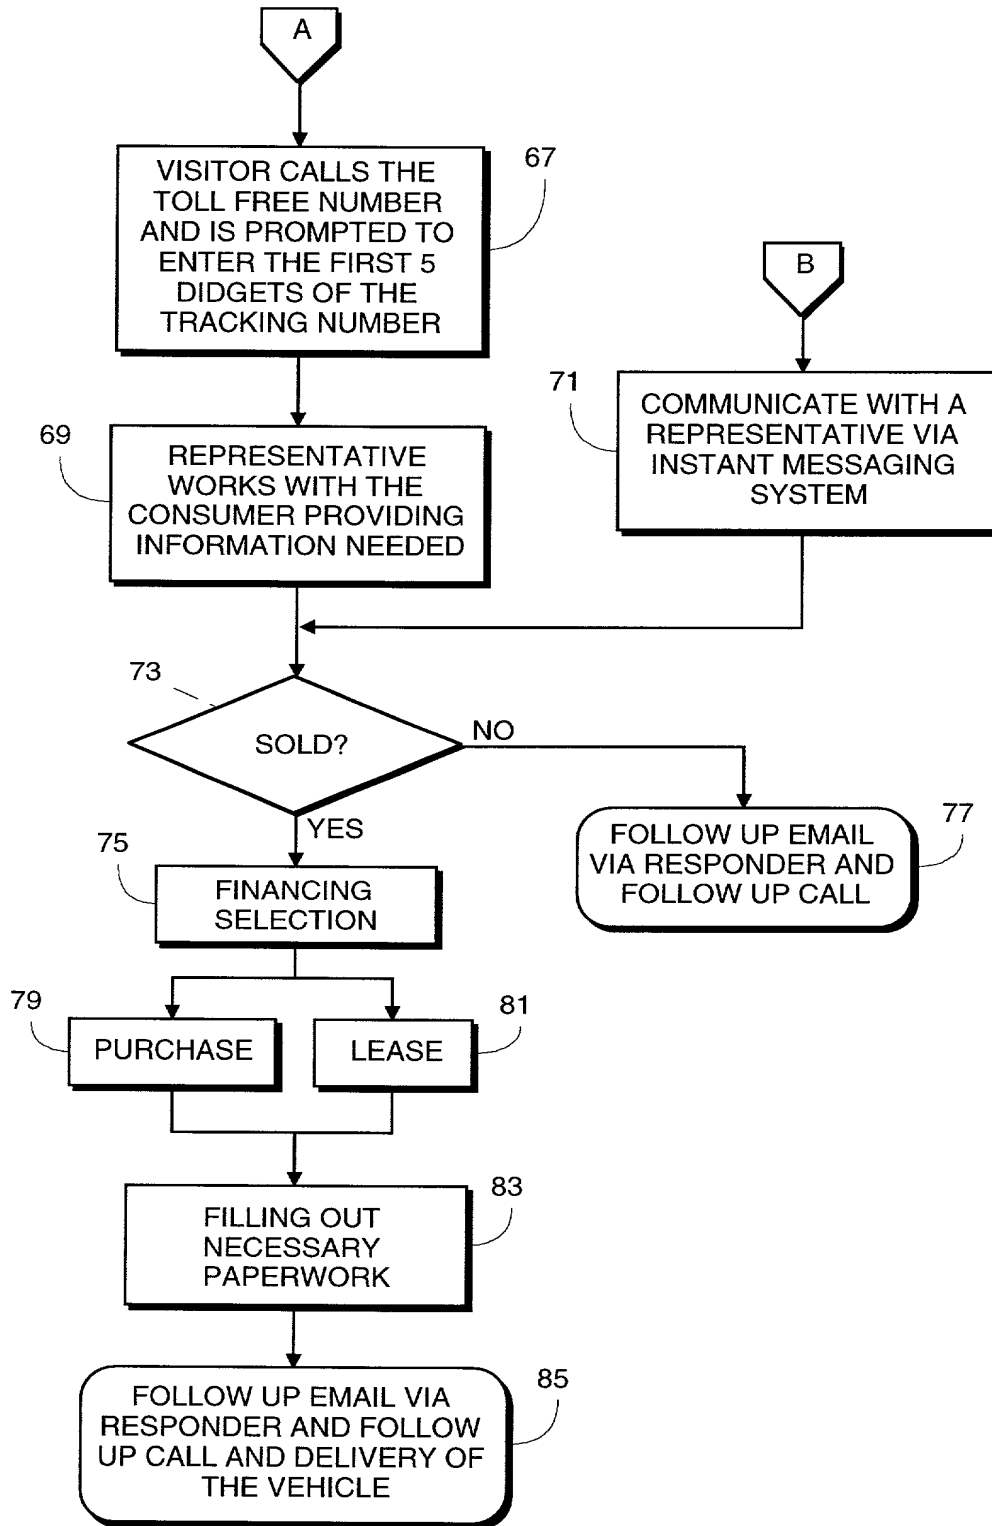 A
67
VISITOR CALLS THE
TOLL FREE NUMBER
AND IS PROMPTED TO
ENTER THE FIRST 5
DIDGETS OF THE
TRACKING NUMBER
B
71
COMMUNICATE WITH A
REPRESENTATIVE VIA
INSTANT MESSAGING
SYSTEM
69
REPRESENTATIVE
WORKS WITH THE
CONSUMER PROVIDING
INFORMATION NEEDED
73
SOLD?
NO
YES
77
FOLLOW UP EMAIL
VIA RESPONDER AND
FOLLOW UP CALL
75
FINANCING
SELECTION
79
PURCHASE
81
LEASE
83
FILLING OUT
NECESSARY
PAPERWORK
85
FOLLOW UP EMAIL VIA
RESPONDER AND FOLLOW
UP CALL AND DELIVERY OF
THE VEHICLE